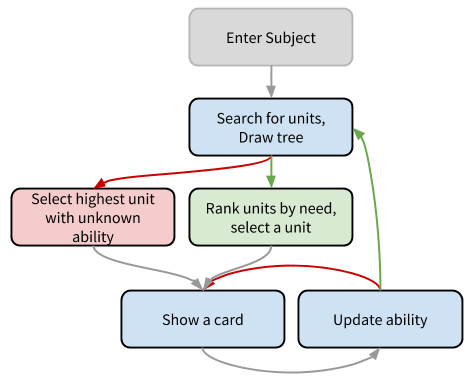 Enter Subject
Search for units,
Draw tree
Select highest unit
with unknown
ability
Rank units by need,
select a unit
Show a card
Update ability